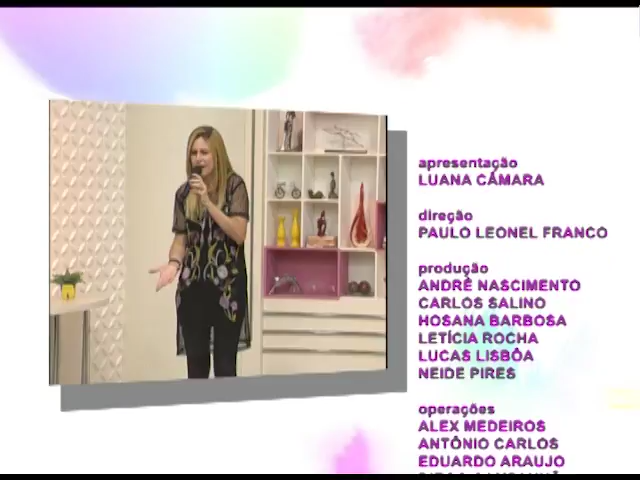 apresentação
LUANA CÂMARA
direção
PAULO LEONEL FRANCO
produção
ANDRÉ NASCIMENTO
CARLOS SALINO
HOSANA BARBOSA
LETÍCIA ROCHA
LUCAS LISBÔA
NEIDE PIRES
operações
ALEX MEDEIROS
ANTÔNIO CARLOS
EDUARDO ARAUJO